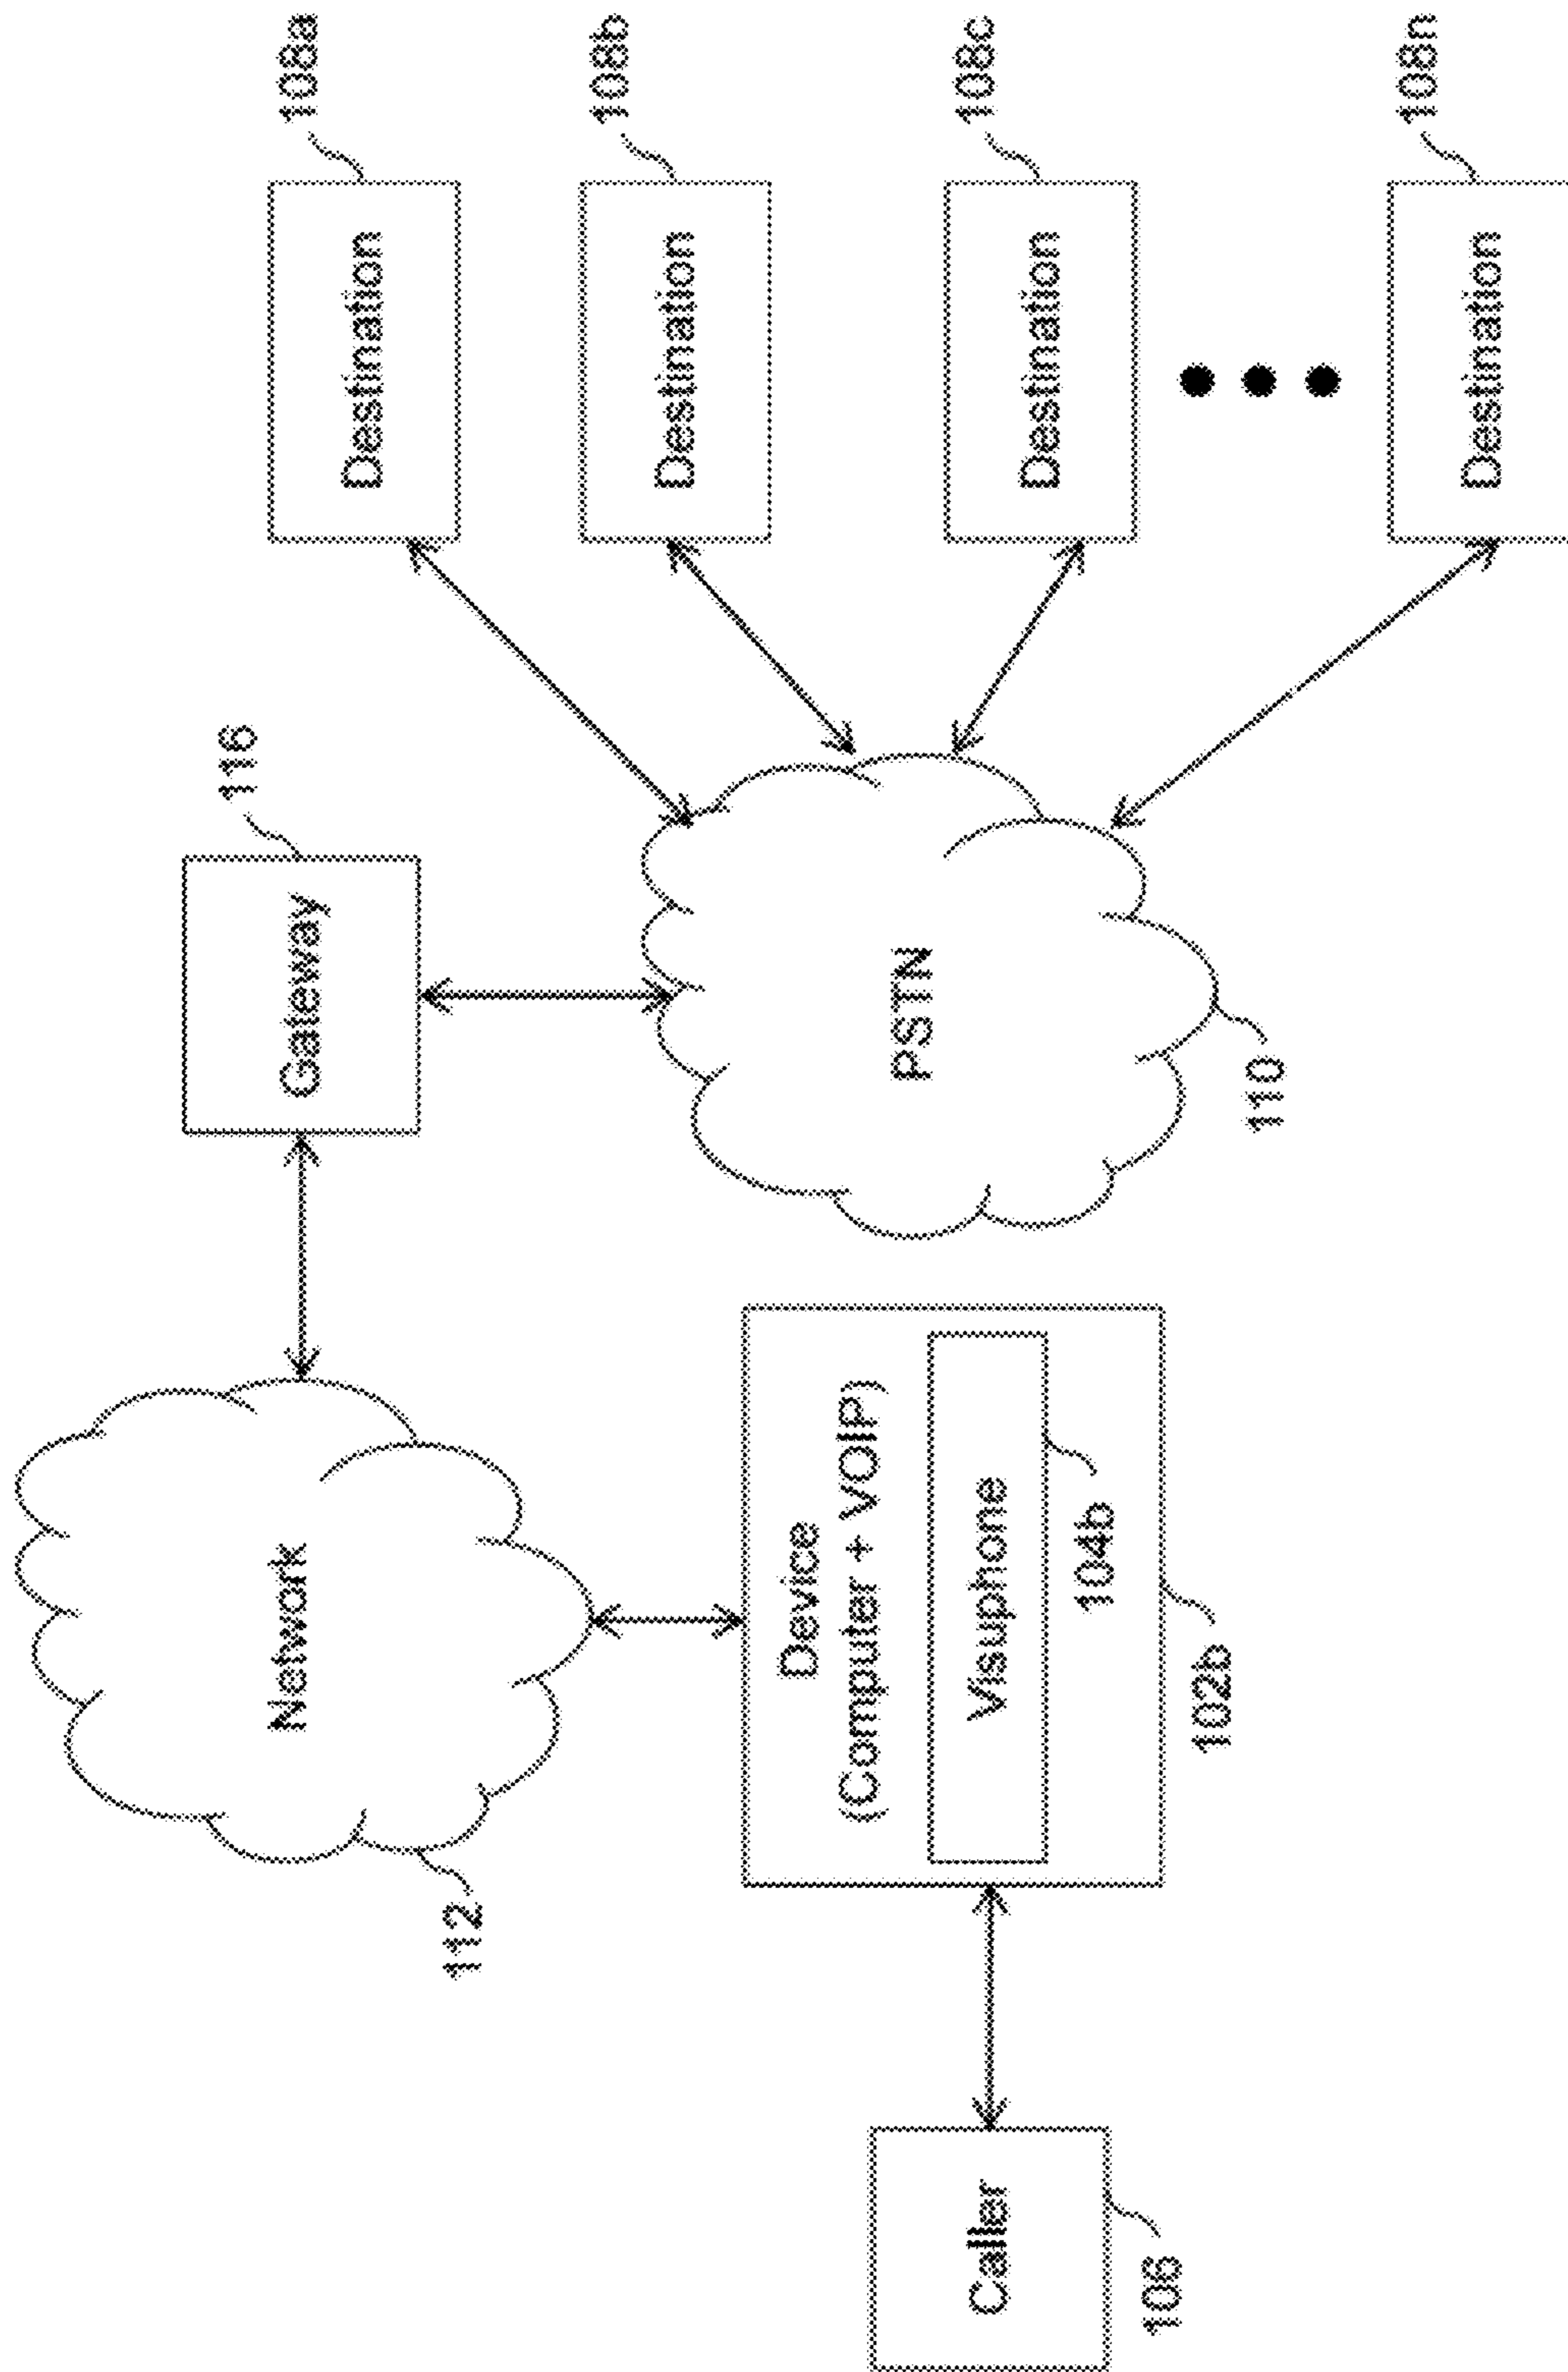 Network
112
Gateway
116
Caller
106
Device
(Computer + VOIP)
Visuphone
104b
102b
PSTN
110
Destination
108a
Destination
108b
Destination
108c
Destination
108n